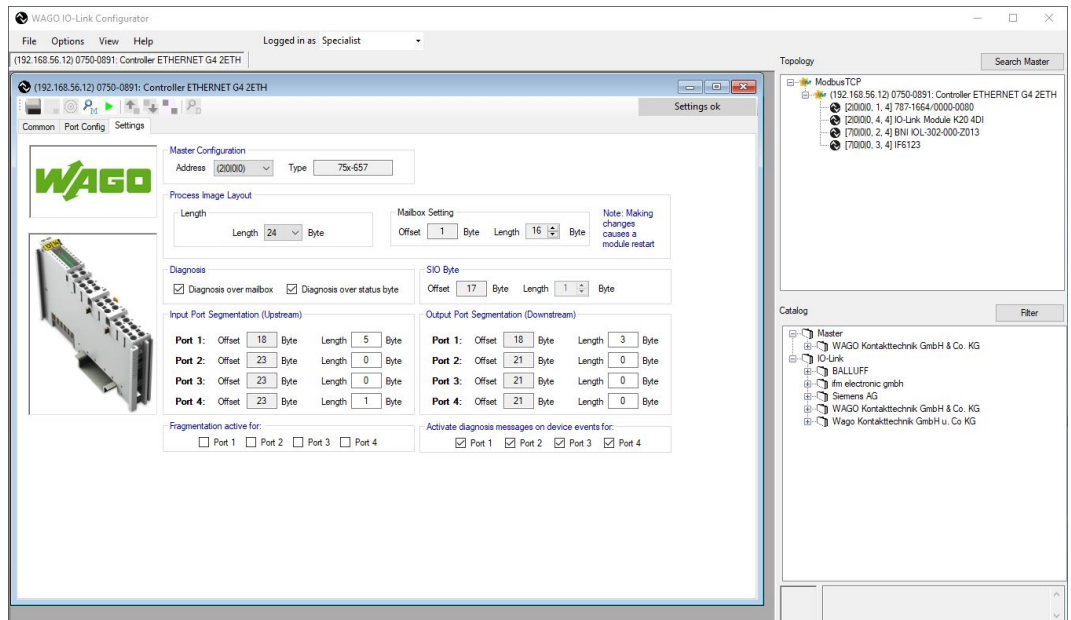 WAGO IO-Link Configurator
File Options View Help Logged in as Specialist
(192.168.56.12) 0750-0891: Controller ETHERNET G4 2ETH
(192.168.56.12) 0750-0891: Controller ETHERNET G4 2ETH
Settings ok
Common Port Config Settings
WAGO
Master Configuration
Address (2|0|0|0) Type 75x-657
Process Image Layout
Length
Length 24 Byte
Mailbox Setting
Offset 1 Byte Length 16 Byte
Note: Making
changes
causes a
module restart
Diagnosis
Diagnosis over mailbox Diagnosis over status byte
SIO Byte
Offset 17 Byte Length 1 Byte
Input Port Segmentation (Upstream)
Port 1: Offset 18 Byte Length 5 Byte
Port 2: Offset 23 Byte Length 0 Byte
Port 3: Offset 23 Byte Length 0 Byte
Port 4: Offset 23 Byte Length 1 Byte
Output Port Segmentation (Downstream)
Port 1: Offset 18 Byte Length 3 Byte
Port 2: Offset 21 Byte Length 0 Byte
Port 3: Offset 21 Byte Length 0 Byte
Port 4: Offset 21 Byte Length 0 Byte
Fragmentation active for:
Port 1 Port 2 Port 3 Port 4
Activate diagnosis messages on device events for:
Port 1 Port 2 Port 3 Port 4
Topology Search Master
ModbusTCP
(192.168.56.12) 0750-0891: Controller ETHERNET G4 2ETH
[2|0|0|0, 1, 4] 787-1664/0000-0080
[2|0|0|0, 4, 4] IO-Link Module K20 4DI
[7|0|0|0, 2, 4] BNI IOL-302-000-Z013
[7|0|0|0, 3, 4] IF6123
Catalog Filter
Master
WAGO Kontakttechnik GmbH & Co. KG
IO-Link
BALLUFF
ifm electronic gmbh
Siemens AG
WAGO Kontakttechnik GmbH & Co. KG
Wago Kontakttechnik GmbH u. Co KG